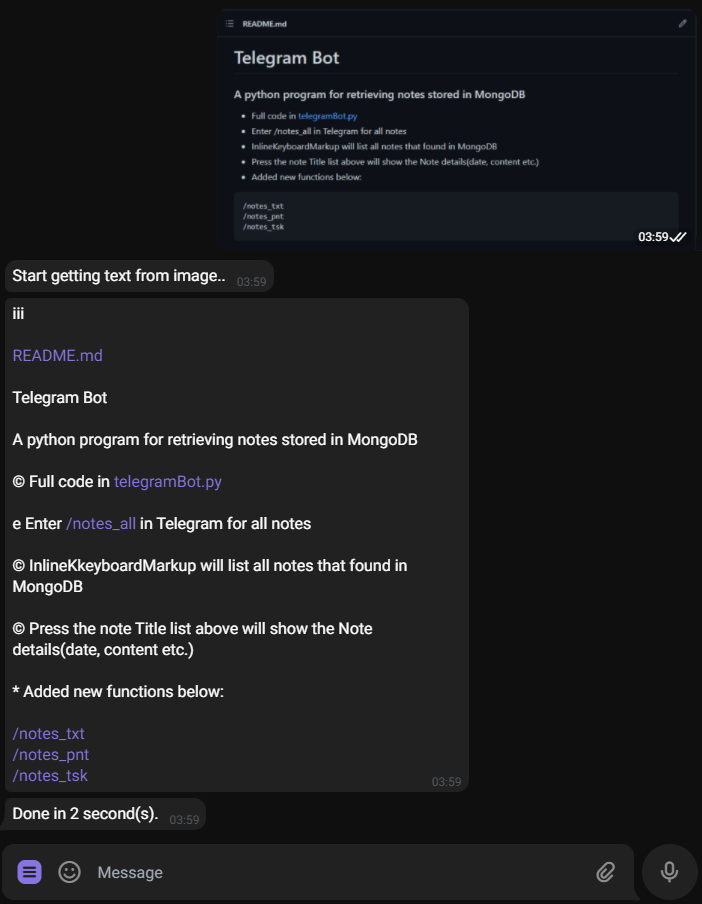 README.md
Telegram Bot
A python program for retrieving notes stored in MongoDB
• Full code in telegramBot.py
• Enter /notes_all in Telegram for all notes
• InlineKeyboardMarkup will list all notes that found in MongoDB
• Press the note Title list above will show the Note details(date, content etc.)
• Added new functions below:
/notes_txt
/notes_pnt
/notes_tsk
03:59
Start getting text from image.. 03:59
iii
README.md
Telegram Bot
A python program for retrieving notes stored in MongoDB
© Full code in telegramBot.py
e Enter /notes_all in Telegram for all notes
© InlineKkeyboardMarkup will list all notes that found in
MongoDB
© Press the note Title list above will show the Note
details(date, content etc.)
* Added new functions below:
/notes_txt
/notes_pnt
/notes_tsk
03:59
Done in 2 second(s). 03:59
Message